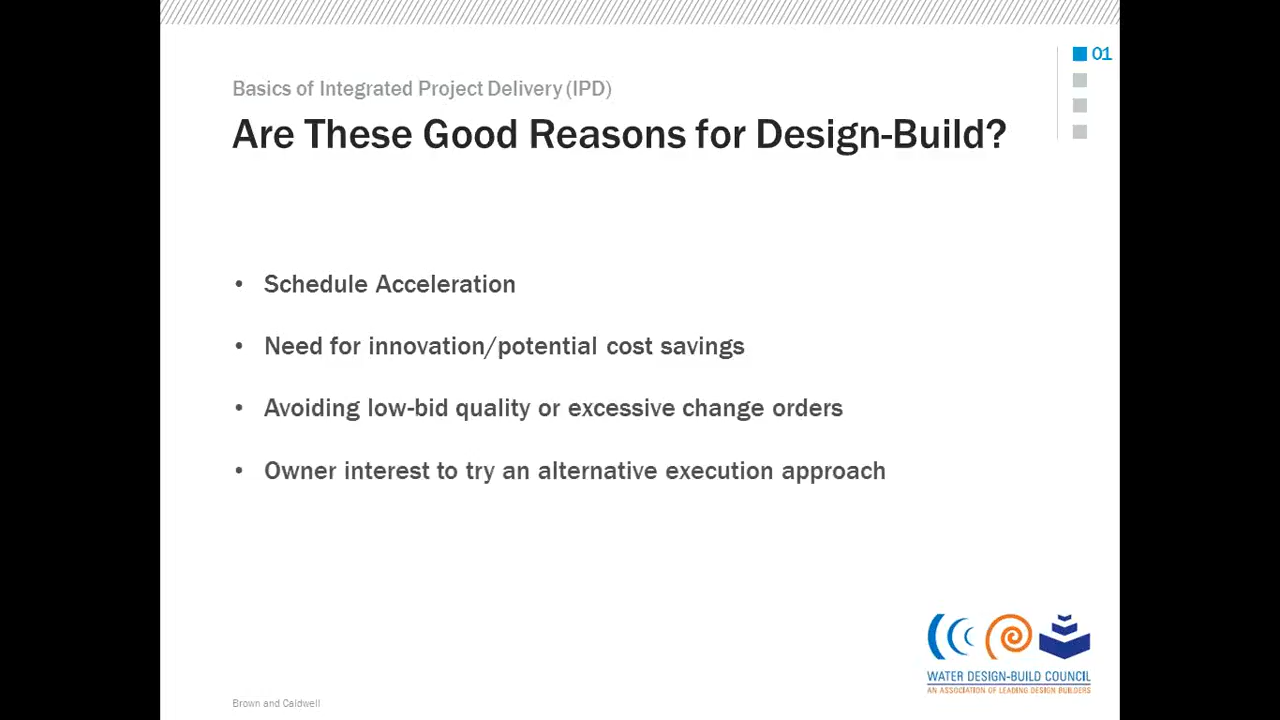 01
Basics of Integrated Project Delivery (IPD)
Are These Good Reasons for Design-Build?
• Schedule Acceleration
• Need for innovation/potential cost savings
• Avoiding low-bid quality or excessive change orders
• Owner interest to try an alternative execution approach
WATER DESIGN-BUILD COUNCIL
AN ASSOCIATION OF LEADING DESIGN BUILDERS
Brown and Caldwell